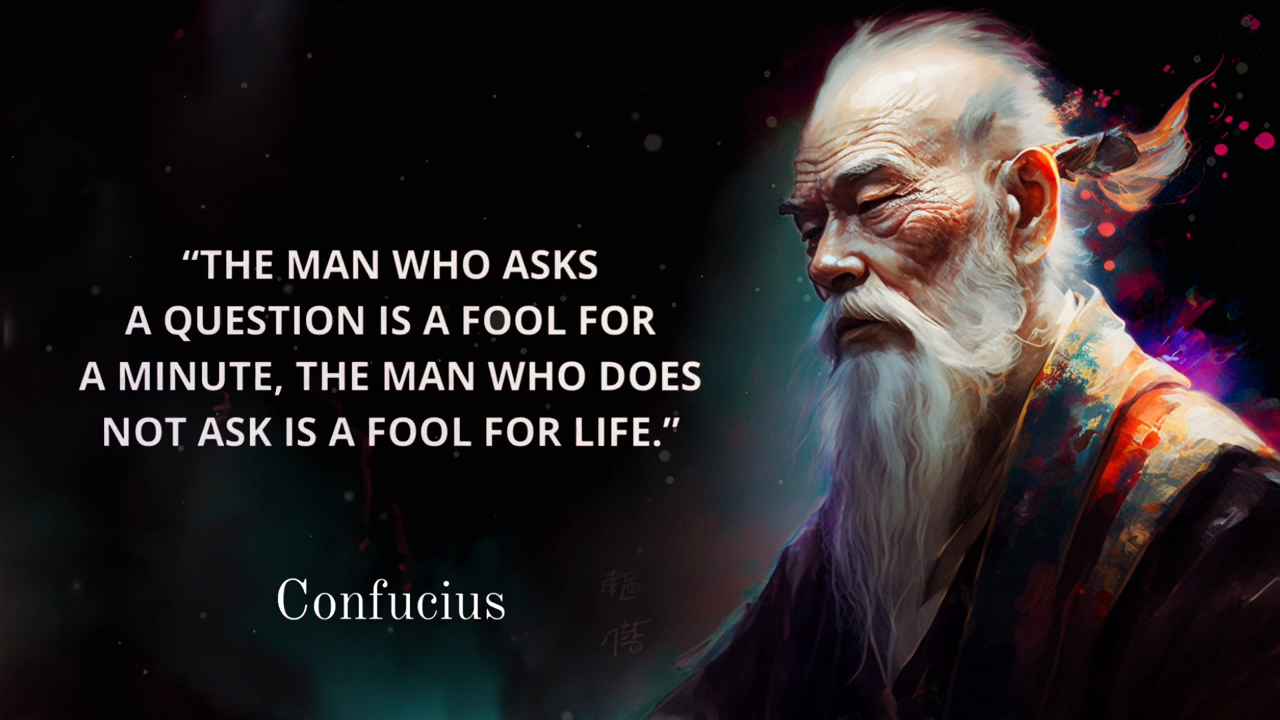 “THE MAN WHO ASKS
A QUESTION IS A FOOL FOR
A MINUTE, THE MAN WHO DOES
NOT ASK IS A FOOL FOR LIFE.”
Confucius